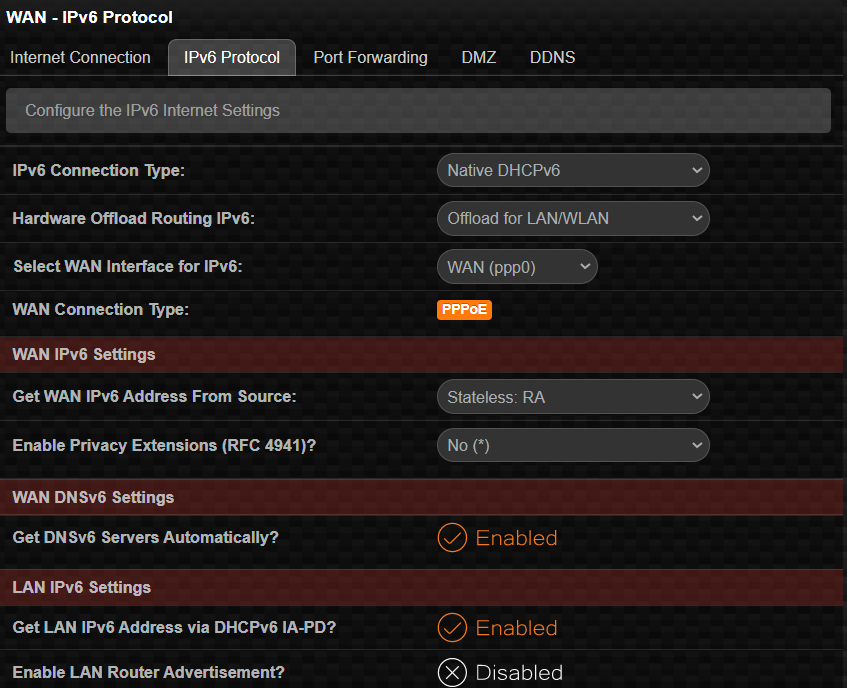 WAN - IPv6 Protocol
Internet Connection IPv6 Protocol Port Forwarding DMZ DDNS
Configure the IPv6 Internet Settings
IPv6 Connection Type: Native DHCPv6
Hardware Offload Routing IPv6: Offload for LAN/WLAN
Select WAN Interface for IPv6: WAN (ppp0)
WAN Connection Type: PPPoE
WAN IPv6 Settings
Get WAN IPv6 Address From Source: Stateless: RA
Enable Privacy Extensions (RFC 4941)? No (*)
WAN DNSv6 Settings
Get DNSv6 Servers Automatically? Enabled
LAN IPv6 Settings
Get LAN IPv6 Address via DHCPv6 IA-PD? Enabled
Enable LAN Router Advertisement? Disabled